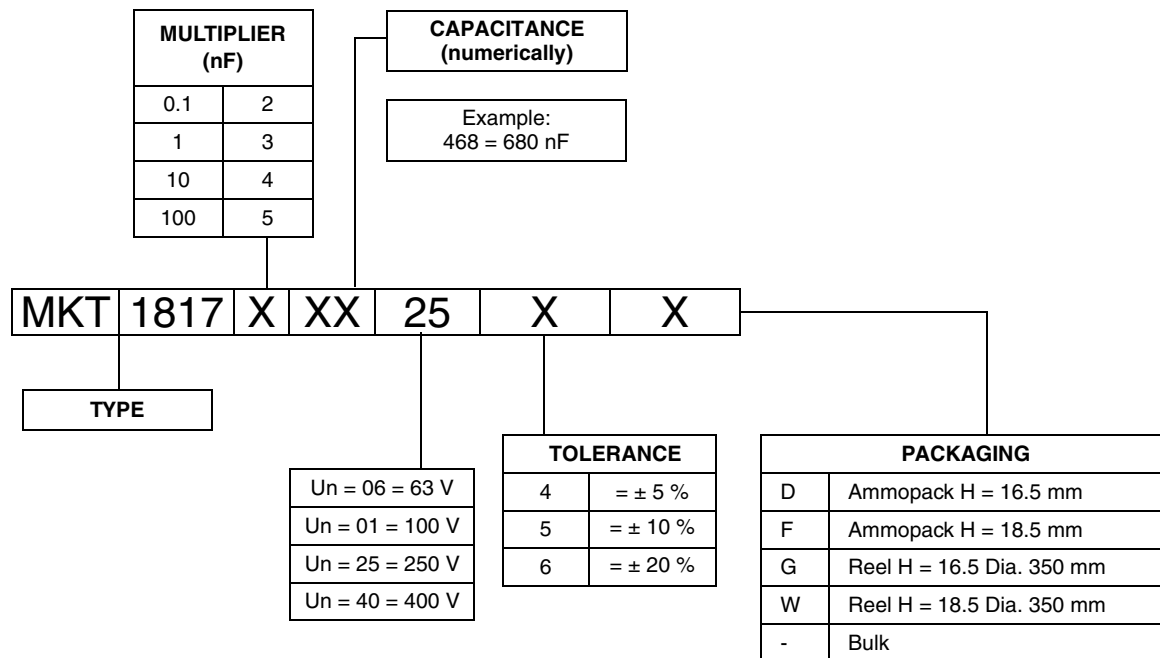 MULTIPLIER
(nF)
0.1 2
1 3
10 4
100 5
CAPACITANCE
(numerically)
Example:
468 = 680 nF
MKT 1817 X XX 25 X X
TYPE
Un = 06 = 63 V
Un = 01 = 100 V
Un = 25 = 250 V
Un = 40 = 400 V
TOLERANCE
4 = ± 5 %
5 = ± 10 %
6 = ± 20 %
PACKAGING
D Ammopack H = 16.5 mm
F Ammopack H = 18.5 mm
G Reel H = 16.5 Dia. 350 mm
W Reel H = 18.5 Dia. 350 mm
- Bulk